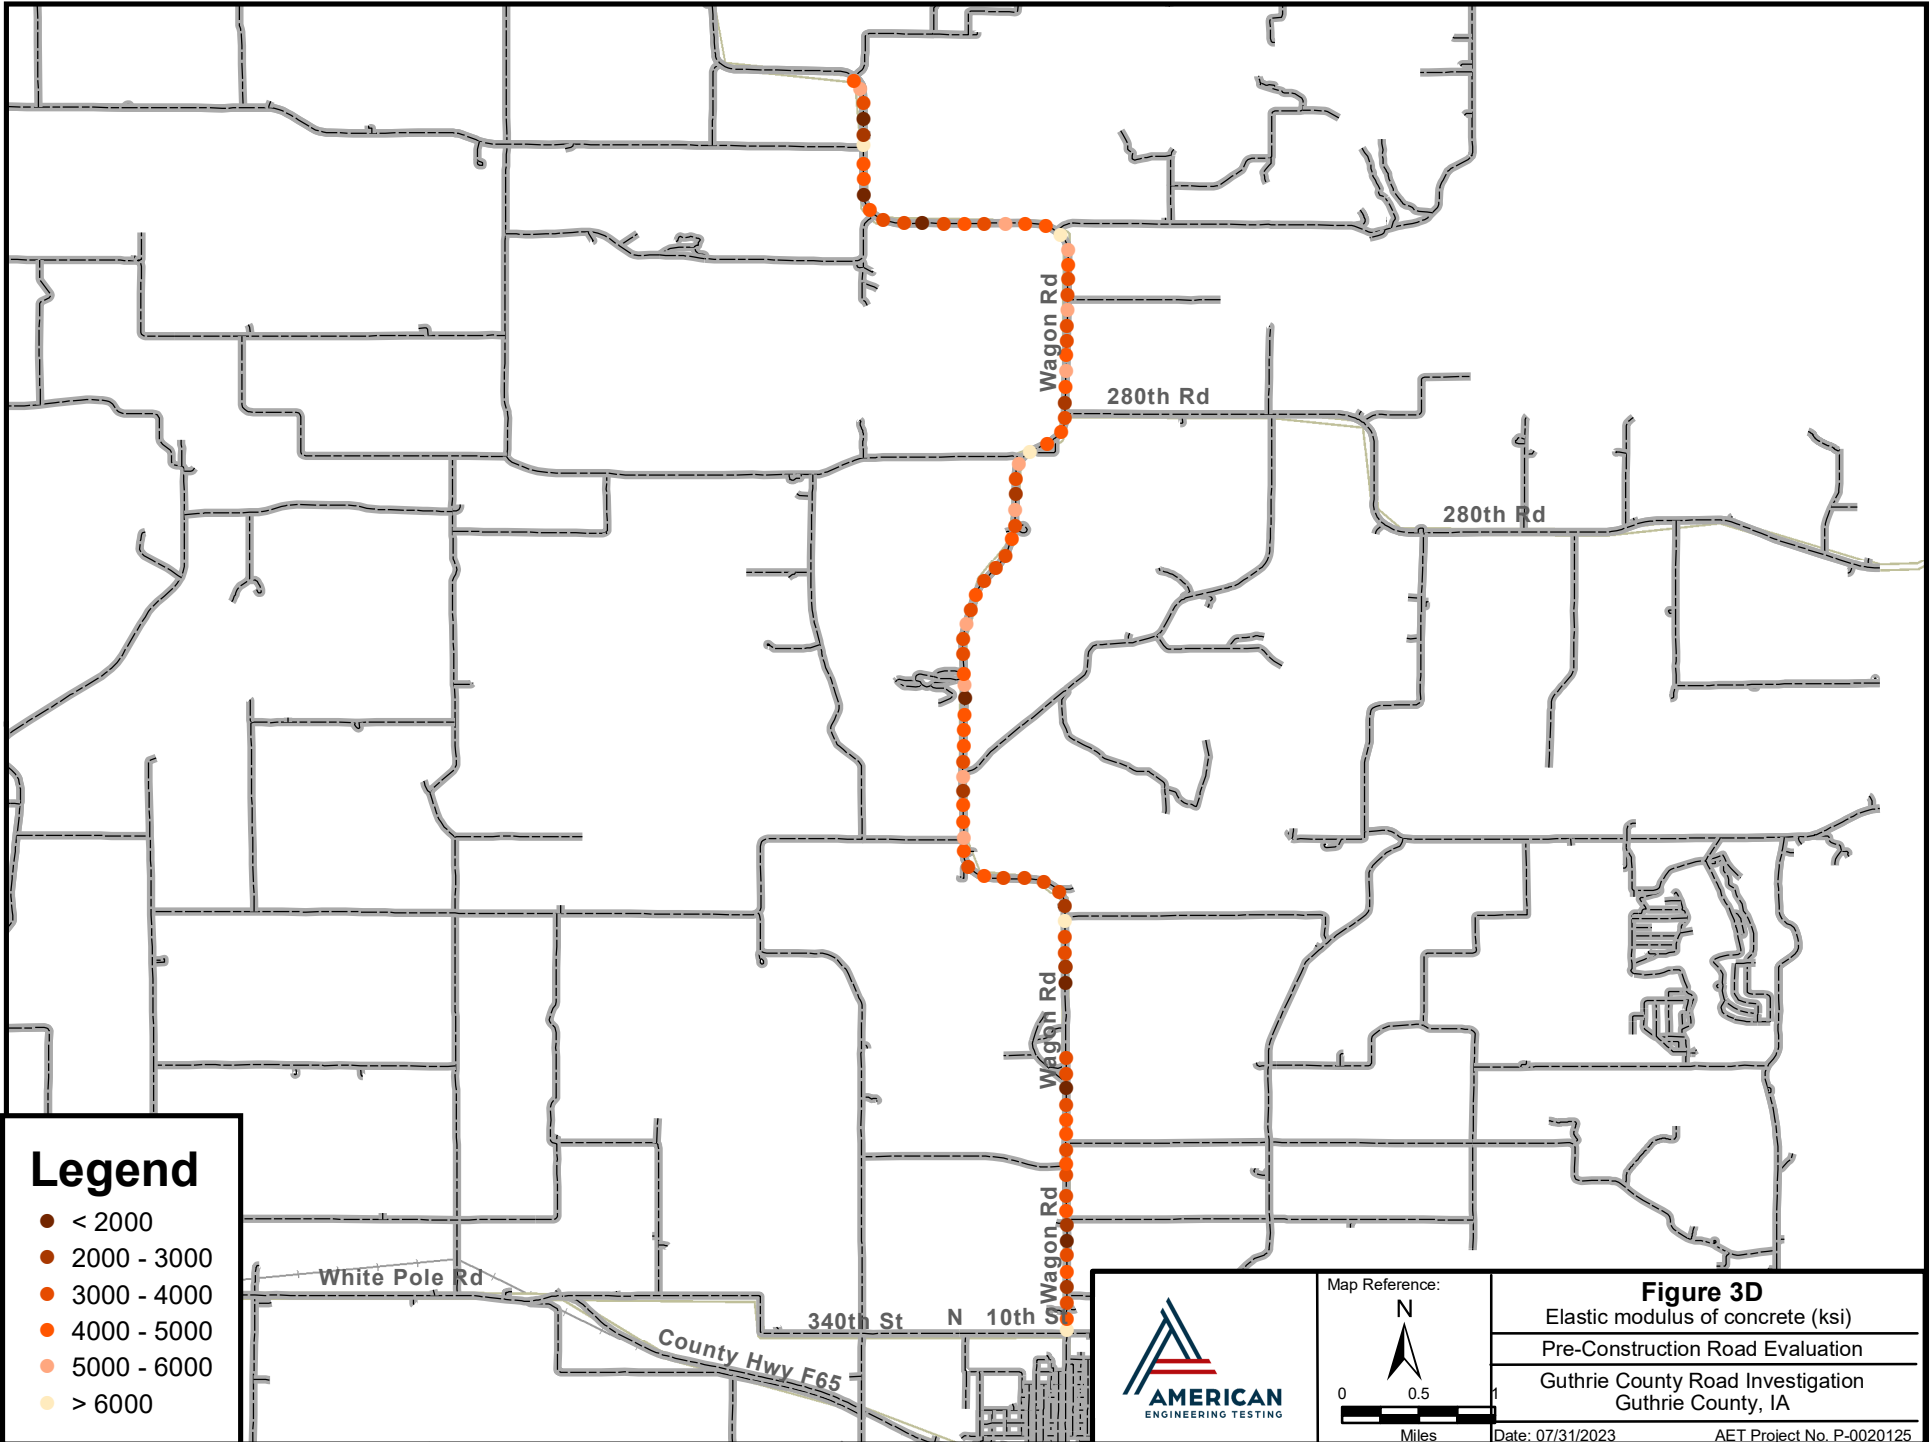 Wagon Rd
280th Rd
280th Rd
Wagon Rd
Wagon Rd
White Pole Rd
340th St
N 10th St
County Hwy F65
Legend
< 2000
2000 - 3000
3000 - 4000
4000 - 5000
5000 - 6000
> 6000
AMERICAN
ENGINEERING TESTING
Map Reference:
N
0 0.5 1
Miles
Figure 3D
Elastic modulus of concrete (ksi)
Pre-Construction Road Evaluation
Guthrie County Road Investigation
Guthrie County, IA
Date: 07/31/2023 AET Project No. P-0020125